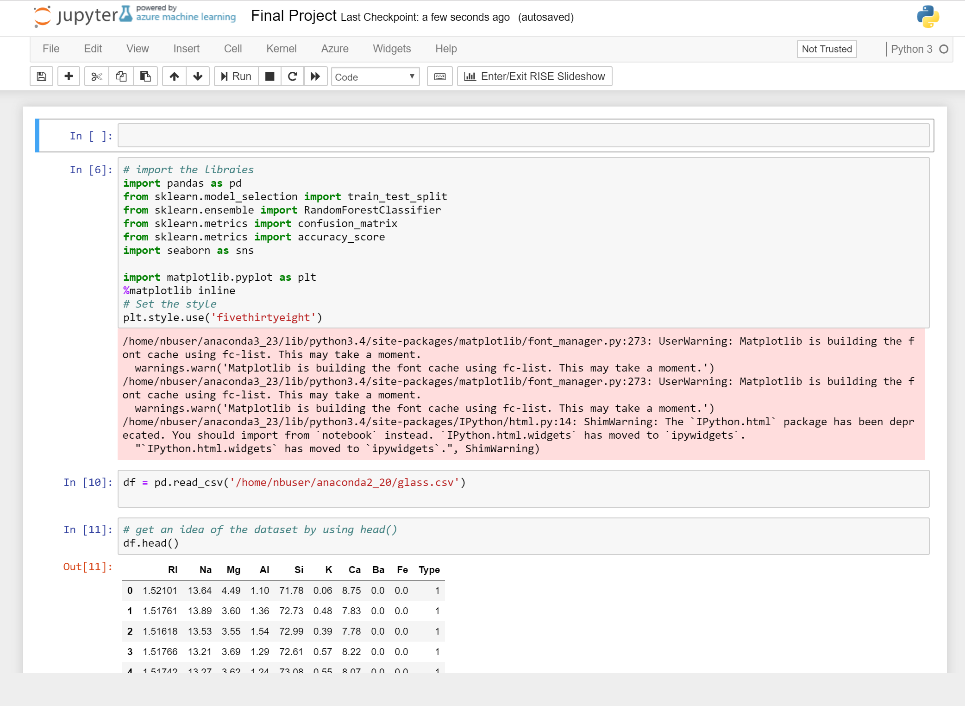 jupyter powered by azure machine learning Final Project Last Checkpoint: a few seconds ago (autosaved)
File Edit View Insert Cell Kernel Azure Widgets Help Not Trusted Python 3
Run Code Enter/Exit RISE Slideshow
In [ ]:
In [6]: # import the libraies
import pandas as pd
from sklearn.model_selection import train_test_split
from sklearn.ensemble import RandomForestClassifier
from sklearn.metrics import confusion_matrix
from sklearn.metrics import accuracy_score
import seaborn as sns
import matplotlib.pyplot as plt
%matplotlib inline
# Set the style
plt.style.use('fivethirtyeight')
/home/nbuser/anaconda3_23/lib/python3.4/site-packages/matplotlib/font_manager.py:273: UserWarning: Matplotlib is building the f
ont cache using fc-list. This may take a moment.
warnings.warn('Matplotlib is building the font cache using fc-list. This may take a moment.')
/home/nbuser/anaconda3_23/lib/python3.4/site-packages/matplotlib/font_manager.py:273: UserWarning: Matplotlib is building the f
ont cache using fc-list. This may take a moment.
warnings.warn('Matplotlib is building the font cache using fc-list. This may take a moment.')
/home/nbuser/anaconda3_23/lib/python3.4/site-packages/IPython/html.py:14: ShimWarning: The `IPython.html` package has been depr
ecated. You should import from `notebook` instead. `IPython.html.widgets` has moved to `ipywidgets`.
"`IPython.html.widgets` has moved to `ipywidgets`.", ShimWarning)
In [10]: df = pd.read_csv('/home/nbuser/anaconda2_20/glass.csv')
In [11]: # get an idea of the dataset by using head()
df.head()
Out[11]: RI Na Mg Al Si K Ca Ba Fe Type
0 1.52101 13.64 4.49 1.10 71.78 0.06 8.75 0.0 0.0 1
1 1.51761 13.89 3.60 1.36 72.73 0.48 7.83 0.0 0.0 1
2 1.51618 13.53 3.55 1.54 72.99 0.39 7.78 0.0 0.0 1
3 1.51766 13.21 3.69 1.29 72.61 0.57 8.22 0.0 0.0 1
4 1.51742 13.27 3.62 1.24 73.08 0.55 8.07 0.0 0.0 1